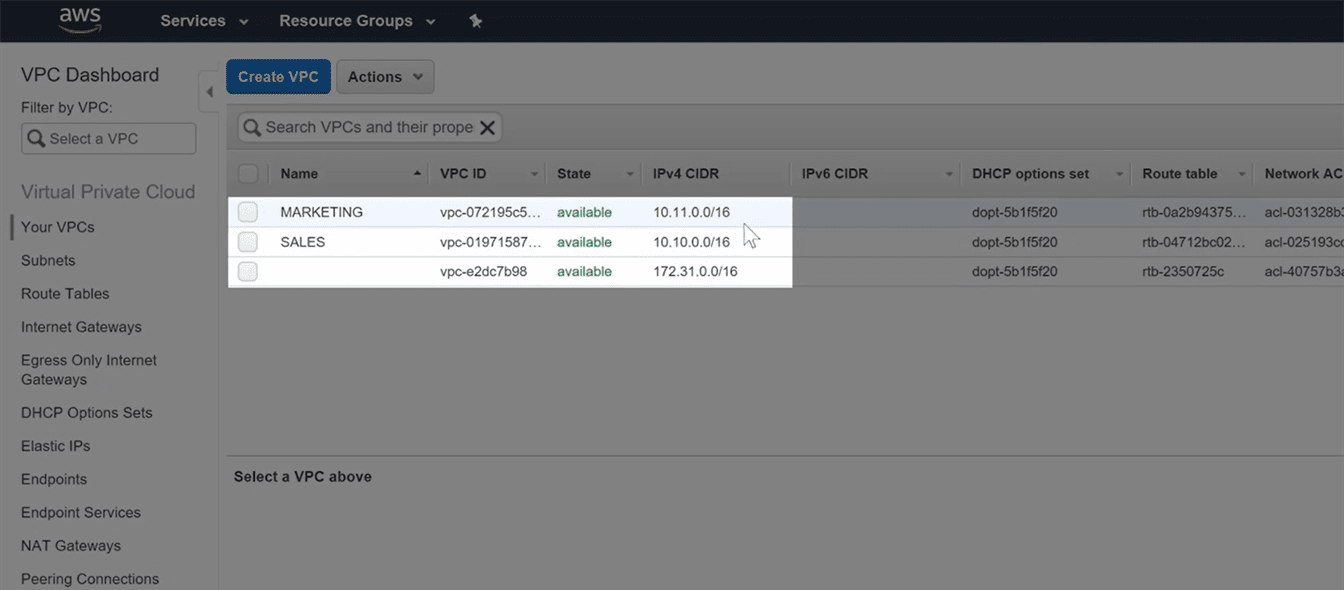 aws Services Resource Groups
VPC Dashboard
Filter by VPC:
Select a VPC
Virtual Private Cloud
Your VPCs
Subnets
Route Tables
Internet Gateways
Egress Only Internet
Gateways
DHCP Options Sets
Elastic IPs
Endpoints
Endpoint Services
NAT Gateways
Peering Connections
Create VPC Actions
Search VPCs and their prope
Name VPC ID State IPv4 CIDR IPv6 CIDR DHCP options set Route table Network AC
MARKETING vpc-072195c5… available 10.11.0.0/16 dopt-5b1f5f20 rtb-0a2b94375… acl-031328b3
SALES vpc-01971587… available 10.10.0.0/16 dopt-5b1f5f20 rtb-04712bc02… acl-025193cc
vpc-e2dc7b98 available 172.31.0.0/16 dopt-5b1f5f20 rtb-2350725c acl-40757b3a
Select a VPC above